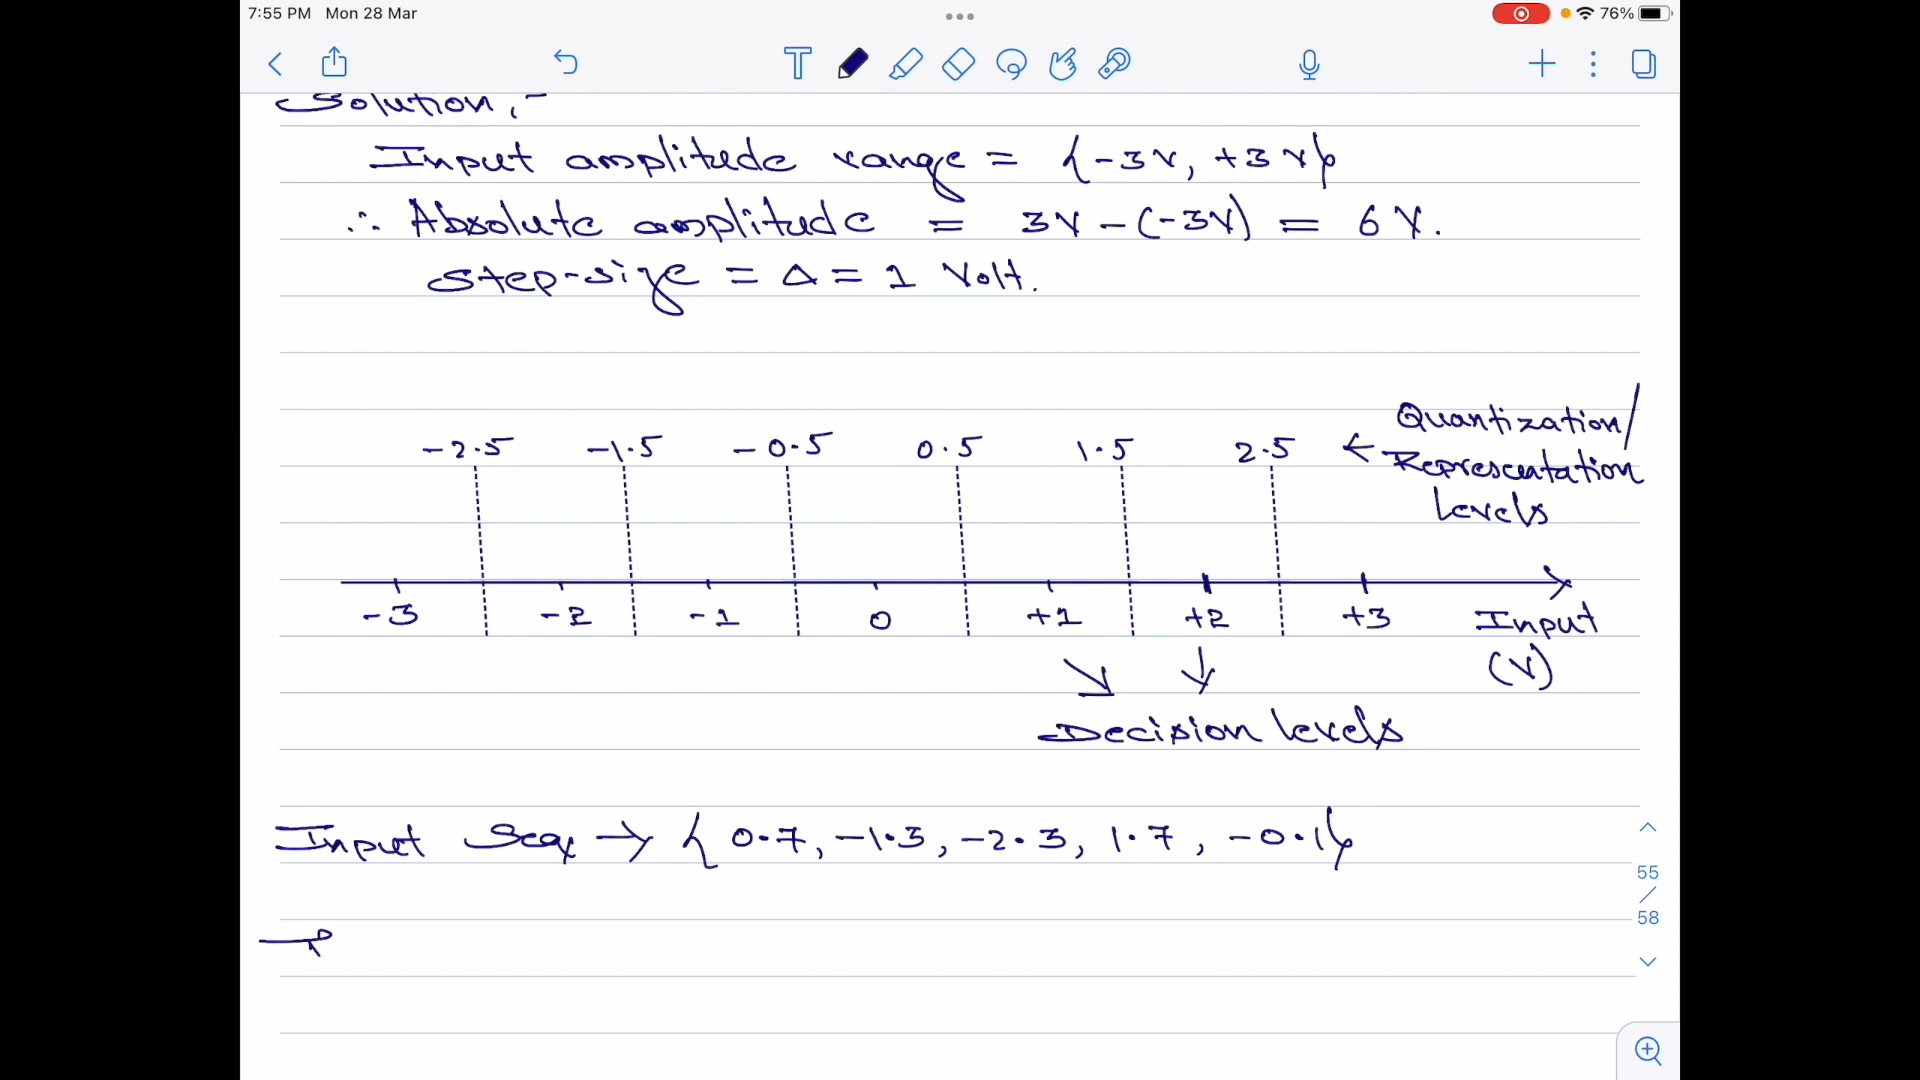 7:55 PM Mon 28 Mar
76%
Solution,-
Input amplitude range = {-3V, +3V}
∴ Absolute amplitude = 3V - (-3V) = 6V.
Step-size = Δ = 1 Volt.
-2.5 -1.5 -0.5 0.5 1.5 2.5 ← Quantization/
Representation
levels
-3 -2 -1 0 +1 +2 +3 Input
(V)
Decision levels
Input Seq → { 0.7, -1.3, -2.3, 1.7, -0.1}
55
/
58